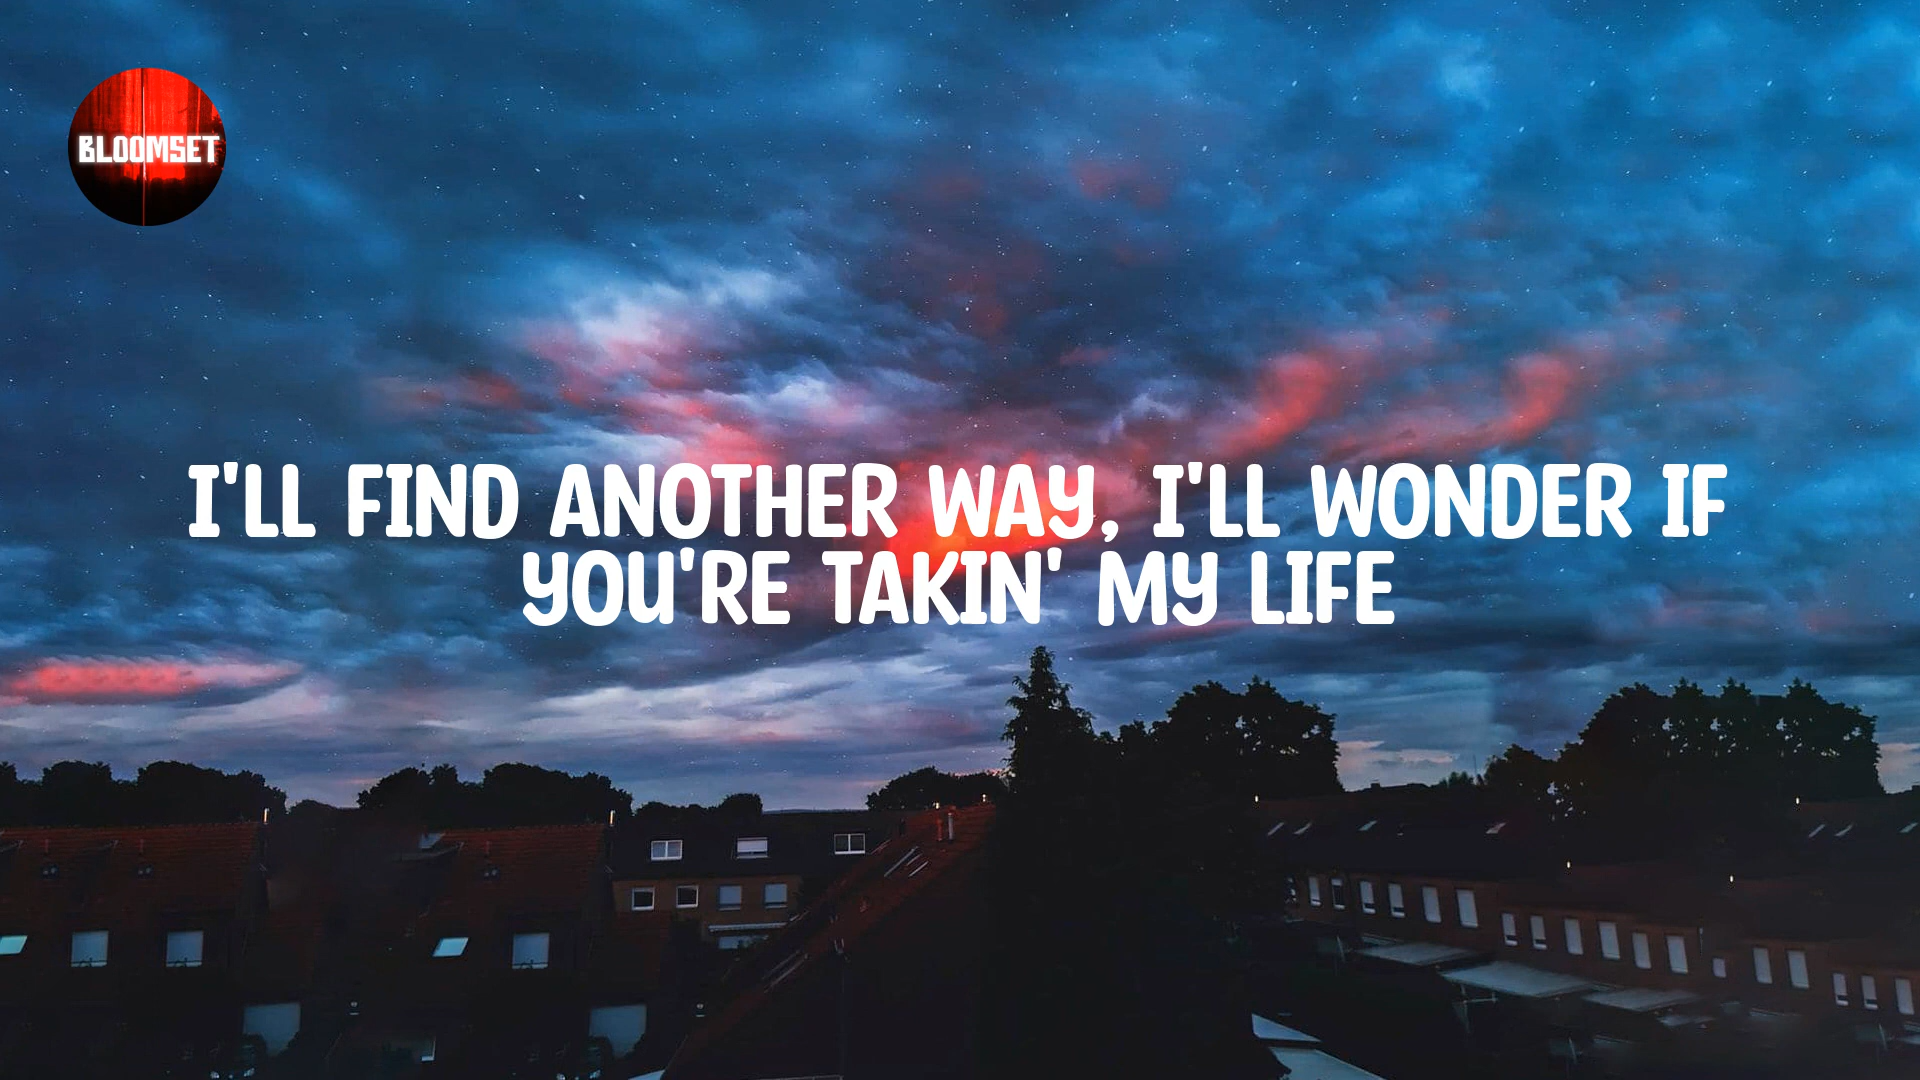 BLOOMSET
I'LL FIND ANOTHER WAY, I'LL WONDER IF
YOU'RE TAKIN' MY LIFE